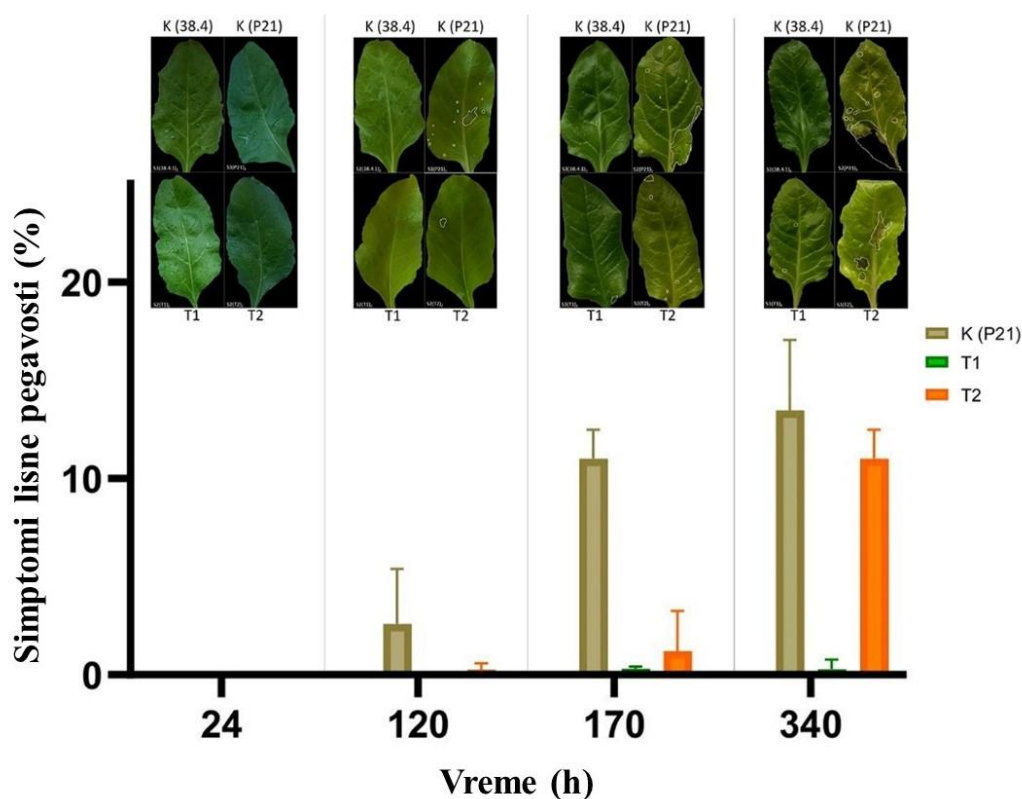 K (38.4) K (P21) K (38.4) K (P21) K (38.4) K (P21) K (38.4) K (P21)
T1 T2 T1 T2 T1 T2 T1 T2
Simptomi lisne pegavosti (%)
20
10
0
K (P21)
T1
T2
24 120 170 340
Vreme (h)